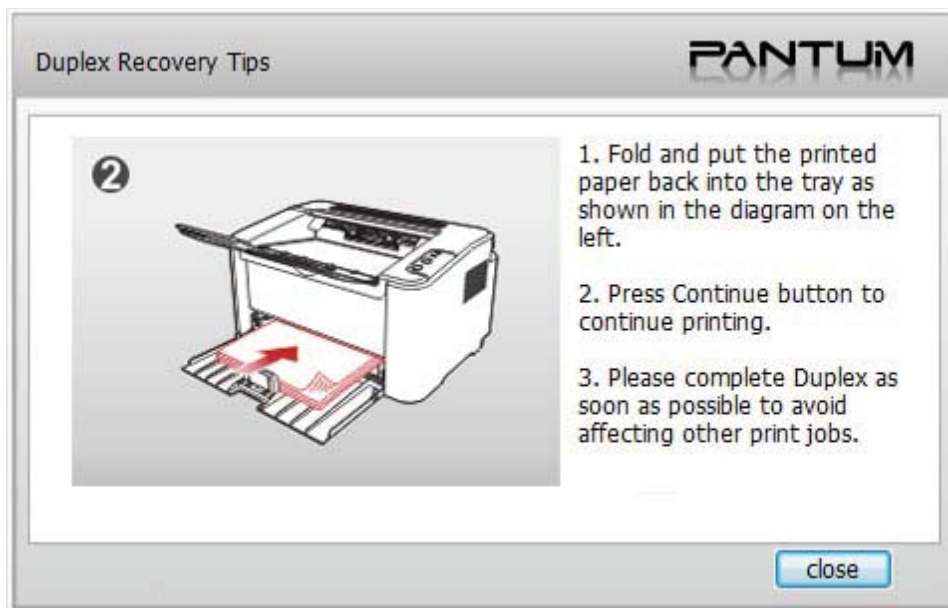 Duplex Recovery Tips
PANTUM
2
1. Fold and put the printed
paper back into the tray as
shown in the diagram on the
left.
2. Press Continue button to
continue printing.
3. Please complete Duplex as
soon as possible to avoid
affecting other print jobs.
close